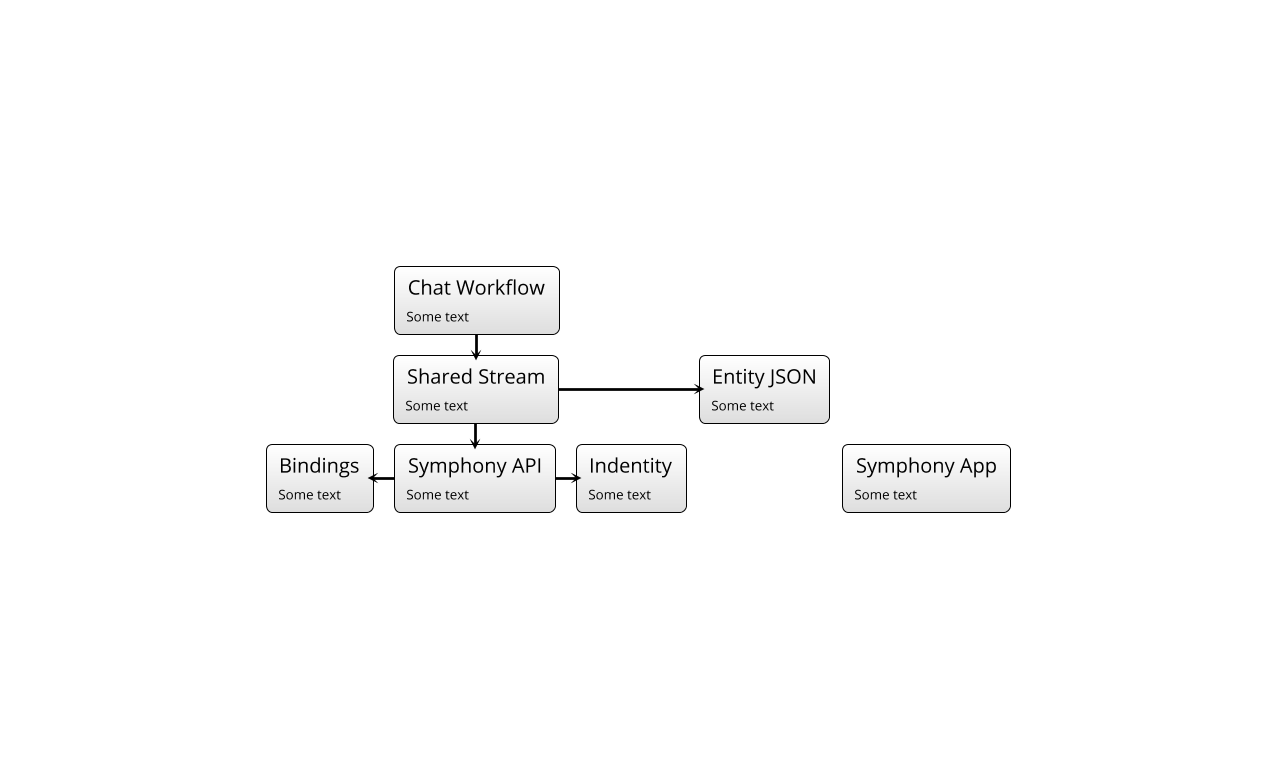 Chat Workflow
Some text
Shared Stream
Some text
Entity JSON
Some text
Bindings
Some text
Symphony API
Some text
Indentity
Some text
Symphony App
Some text